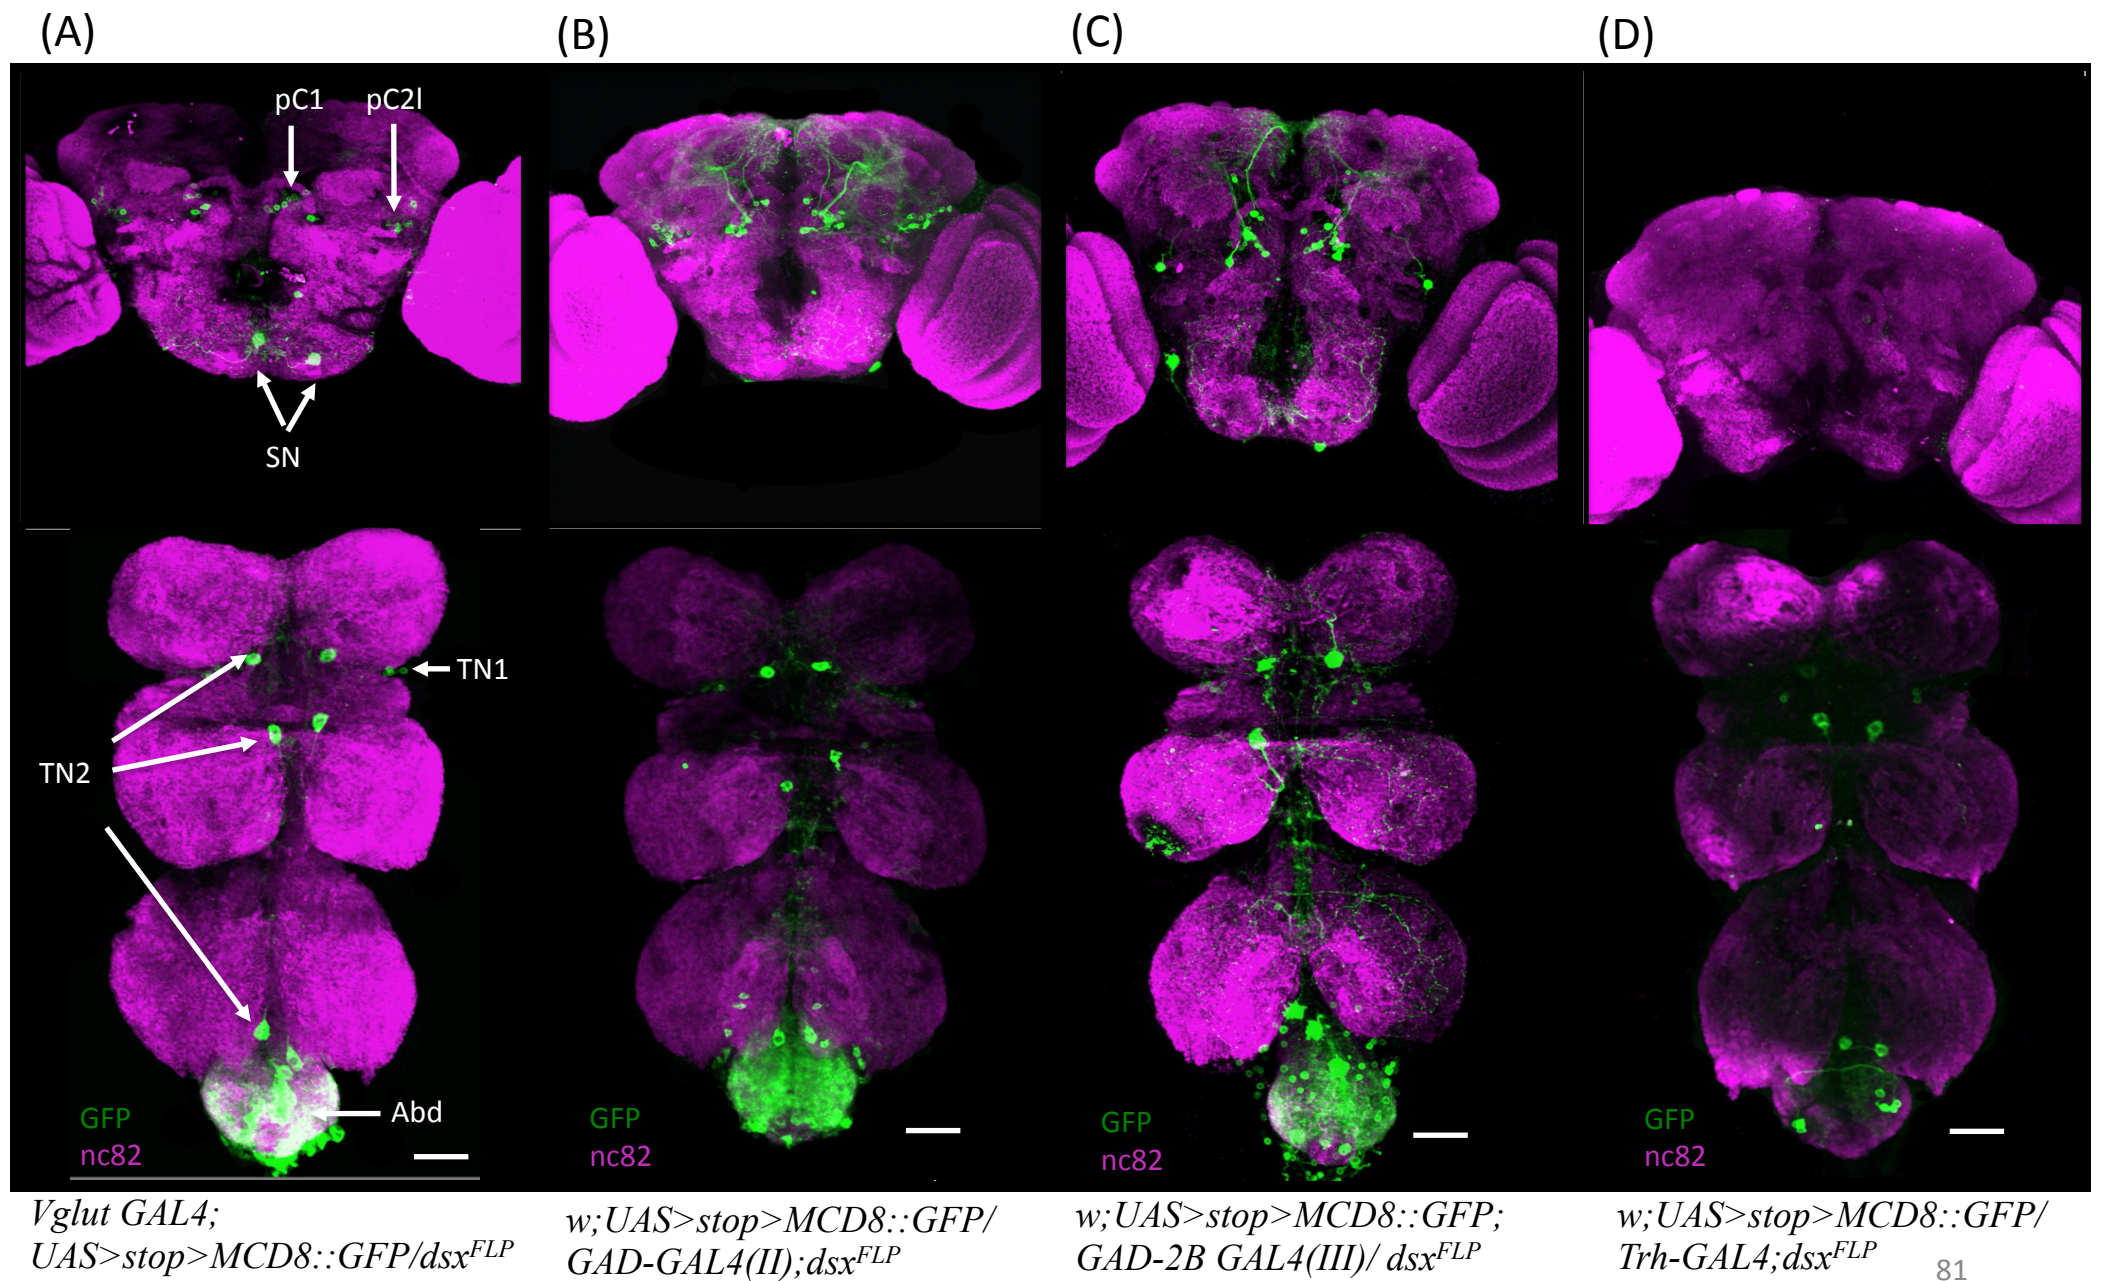 (A)
(B)
(C)
(D)
pC1
pC2l
SN
TN1
TN2
Abd
GFP
nc82
GFP
nc82
GFP
nc82
GFP
nc82
Vglut GAL4;
UAS>stop>MCD8::GFP/dsxFLP
w;UAS>stop>MCD8::GFP/
GAD-GAL4(II);dsxFLP
w;UAS>stop>MCD8::GFP;
GAD-2B GAL4(III)/ dsxFLP
w;UAS>stop>MCD8::GFP/
Trh-GAL4;dsxFLP
81